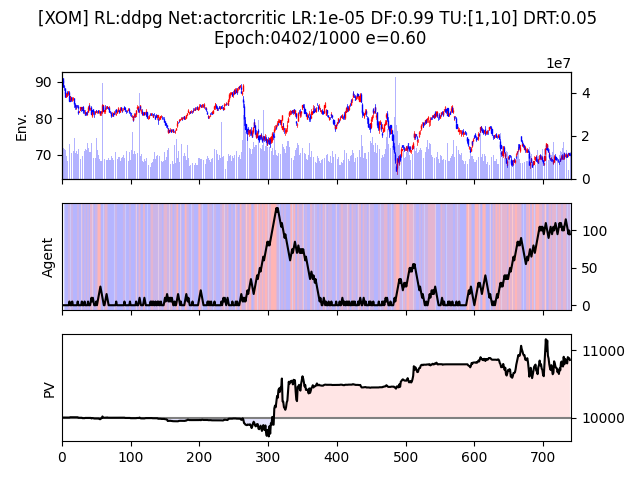 [XOM] RL:ddpg Net:actorcritic LR:1e-05 DF:0.99 TU:[1,10] DRT:0.05
Epoch:0402/1000 e=0.60
1e7
90
80
70
Env.
4
2
0
Agent
100
50
0
PV
11000
10000
0 100 200 300 400 500 600 700